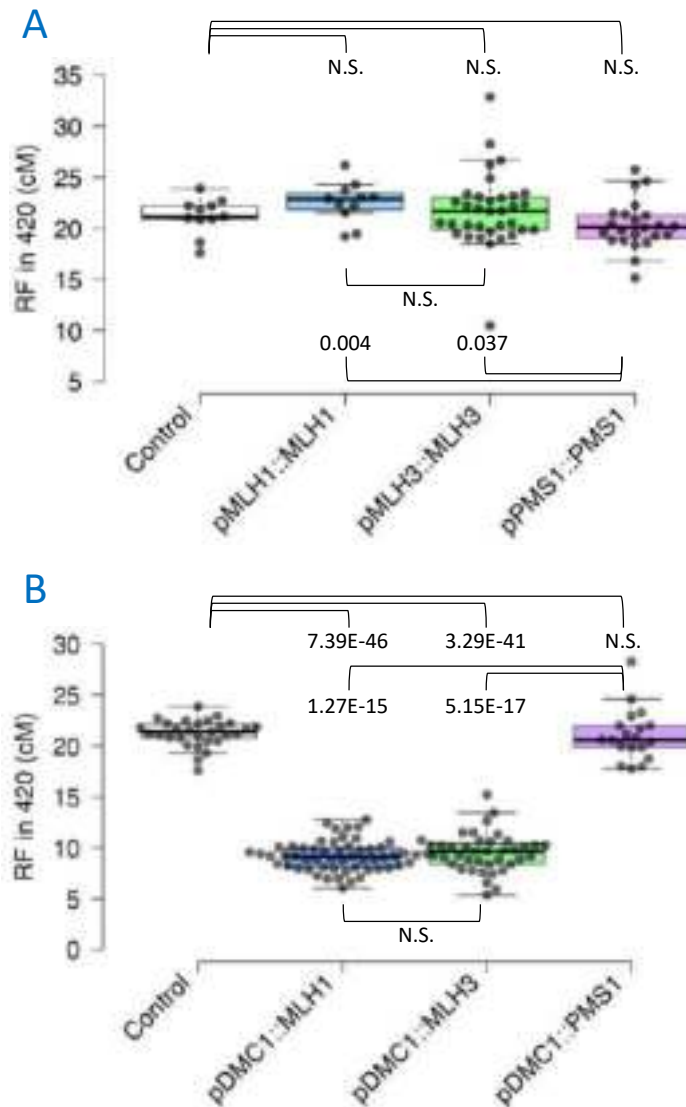 A
N.S. N.S. N.S.
35
30
25
20
15
10
5
RF in 420 (cM)
N.S.
0.004 0.037
Control
pMLH1::MLH1
pMLH3::MLH3
pPMS1::PMS1
B
7.39E-46 3.29E-41 N.S.
1.27E-15 5.15E-17
30
25
20
15
10
5
0
RF in 420 (cM)
N.S.
Control
pDMC1::MLH1
pDMC1::MLH3
pDMC1::PMS1